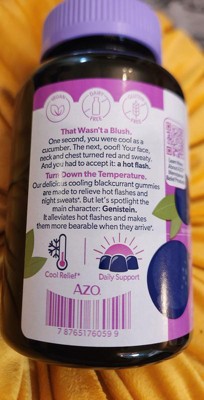 FREE
FREE
That Wasn't a Blush.
One second, you were cool as a
cucumber. The next, ooof! Your face,
neck and chest turned red and sweaty.
And you had to accept it: a hot flash.
Turn Down the Temperature.
Our delicious cooling blackcurrant gummies
are made to relieve hot flashes and
night sweats*. But let's spotlight the
main character: Genistein.
It alleviates hot flashes and makes
them more bearable when they arrive*.
Cool Relief*
Daily Support
AZO
7 87651 76059 9